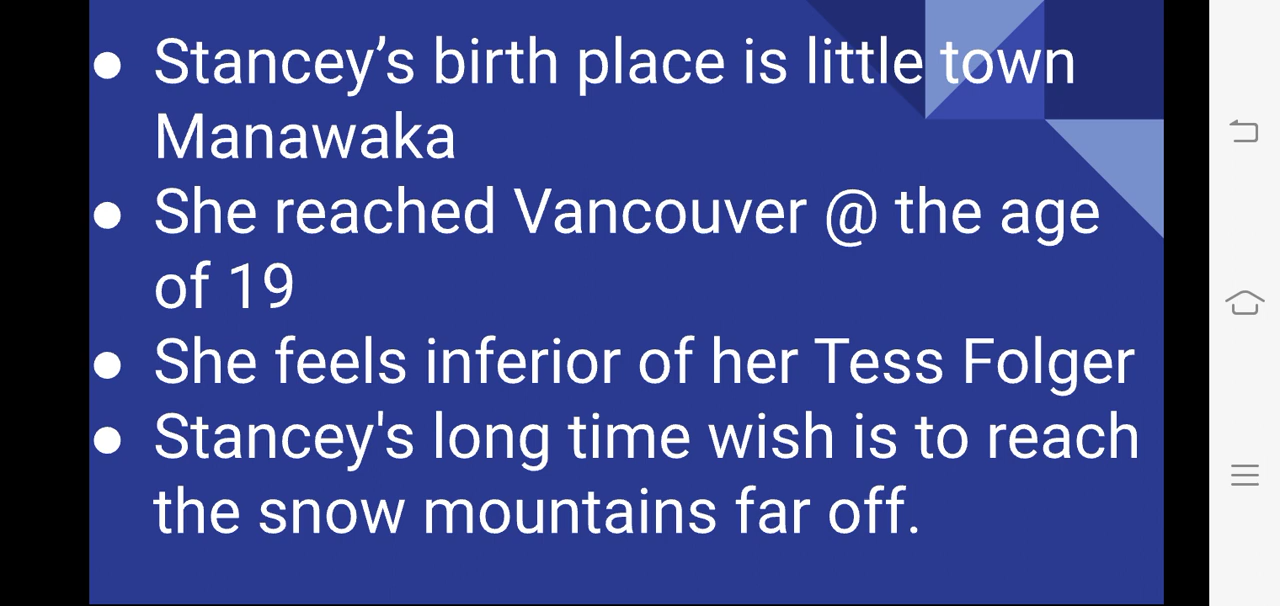 ● Stancey’s birth place is little town
Manawaka
● She reached Vancouver @ the age
of 19
● She feels inferior of her Tess Folger
● Stancey's long time wish is to reach
the snow mountains far off.